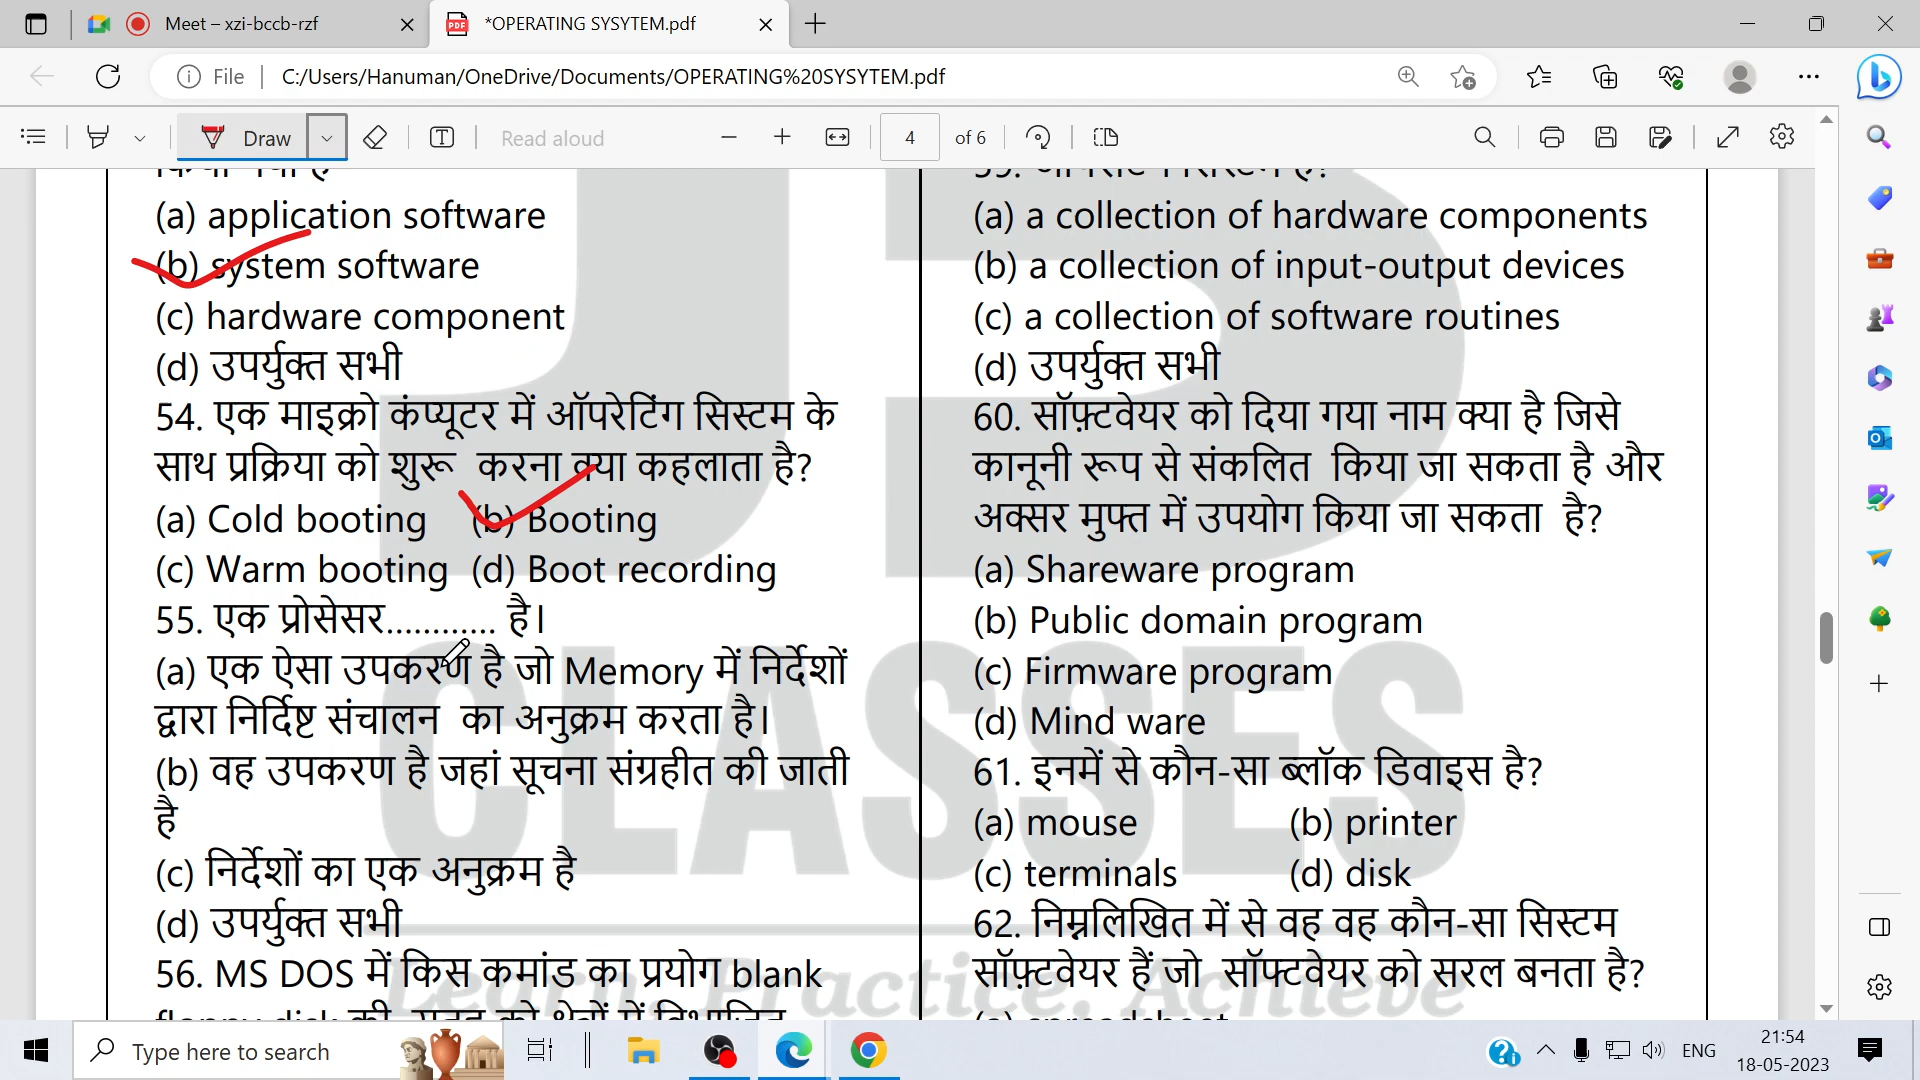 Meet – xzi-bccb-rzf
*OPERATING SYSYTEM.pdf
File
C:/Users/Hanuman/OneDrive/Documents/OPERATING%20SYSYTEM.pdf
Draw
Read aloud
4 of 6
(a) application software
(b) system software
(c) hardware component
(d) उपर्युक्त सभी
54. एक माइक्रो कंप्यूटर में ऑपरेटिंग सिस्टम के
साथ प्रक्रिया को शुरू करना क्या कहलाता है?
(a) Cold booting (b) Booting
(c) Warm booting (d) Boot recording
55. एक प्रोसेसर............ है।
(a) एक ऐसा उपकरण है जो Memory में निर्देशों
द्वारा निर्दिष्ट संचालन का अनुक्रम करता है।
(b) वह उपकरण है जहां सूचना संग्रहीत की जाती
है
(c) निर्देशों का एक अनुक्रम है
(d) उपर्युक्त सभी
56. MS DOS में किस कमांड का प्रयोग blank
(a) a collection of hardware components
(b) a collection of input-output devices
(c) a collection of software routines
(d) उपर्युक्त सभी
60. सॉफ़्टवेयर को दिया गया नाम क्या है जिसे
कानूनी रूप से संकलित किया जा सकता है और
अक्सर मुफ्त में उपयोग किया जा सकता है?
(a) Shareware program
(b) Public domain program
(c) Firmware program
(d) Mind ware
61. इनमें से कौन-सा ब्लॉक डिवाइस है?
(a) mouse (b) printer
(c) terminals (d) disk
62. निम्नलिखित में से वह वह कौन-सा सिस्टम
सॉफ़्टवेयर हैं जो सॉफ्टवेयर को सरल बनता है?
CLASSES
Learn, Practice, Achieve
Type here to search
ENG
21:54
18-05-2023